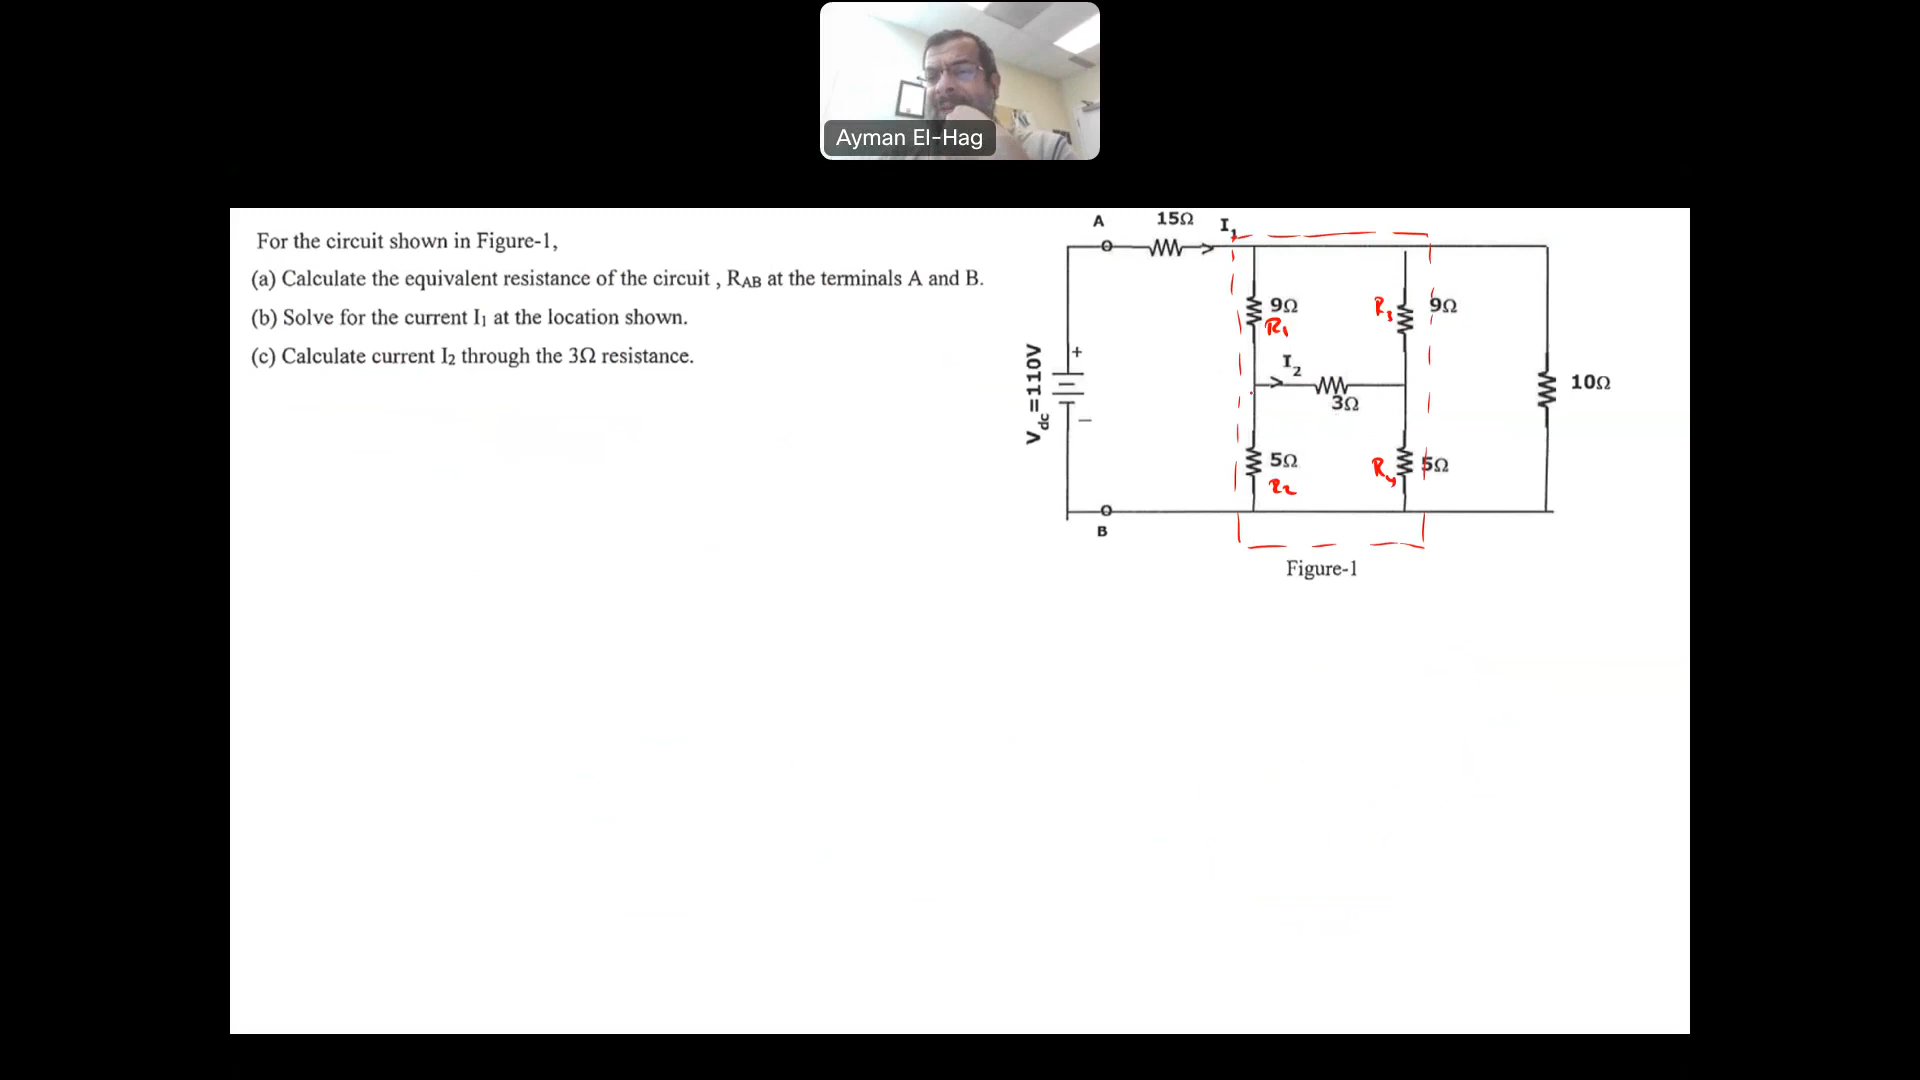 Ayman El-Hag
For the circuit shown in Figure-1,
(a) Calculate the equivalent resistance of the circuit , RAB at the terminals A and B.
(b) Solve for the current I1 at the location shown.
(c) Calculate current I2 through the 3Ω resistance.
A
15Ω
I1
9Ω
R1
R3
9Ω
+
Vdc=110V
I2
3Ω
10Ω
–
5Ω
R2
R4
5Ω
B
Figure-1